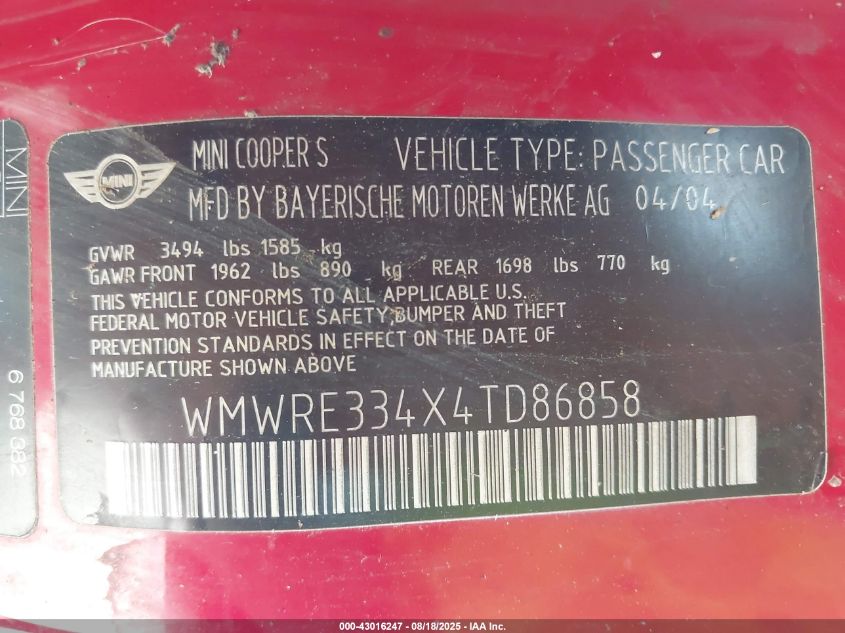 MINI
6 768 382
MINI
MINI COOPER S VEHICLE TYPE: PASSENGER CAR
MFD BY BAYERISCHE MOTOREN WERKE AG 04/04
GVWR 3494 lbs 1585 kg
GAWR FRONT 1962 lbs 890 kg REAR 1698 lbs 770 kg
THIS VEHICLE CONFORMS TO ALL APPLICABLE U.S.
FEDERAL MOTOR VEHICLE SAFETY,BUMPER AND THEFT
PREVENTION STANDARDS IN EFFECT ON THE DATE OF
MANUFACTURE SHOWN ABOVE
WMWRE334X4TD86858
000-43016247 - 08/18/2025 - IAA Inc.